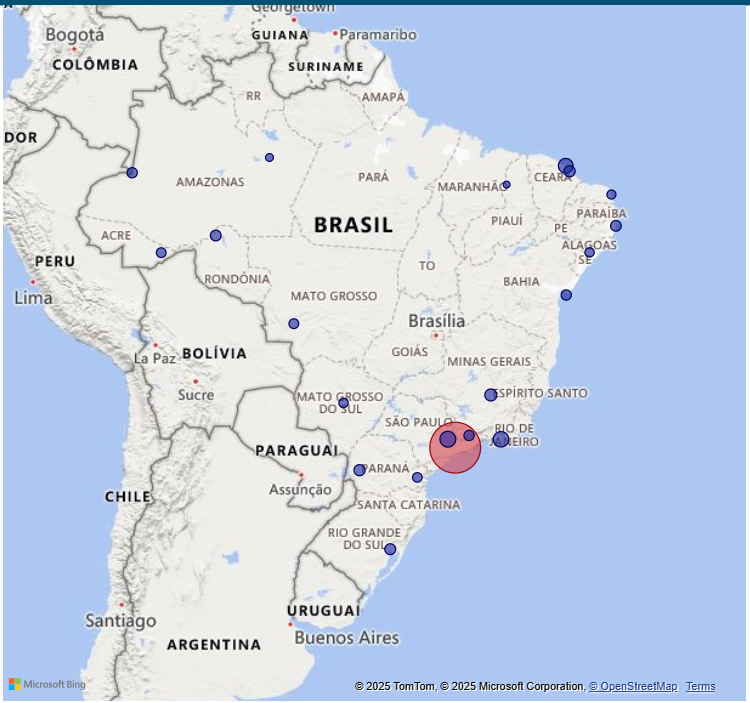 Georgetown
Bogotá
GUIANA
Paramaribo
COLÔMBIA
SURINAME
RR
AMAPÁ
DOR
PARÁ
CEARÁ
AMAZONAS
MARANHÃO
PARAÍBA
PIAUÍ
PE
BRASIL
ACRE
ALAGOAS
SE
PERU
TO
RONDÔNIA
BAHIA
Lima
MATO GROSSO
Brasília
La Paz
BOLÍVIA
GOIÁS
MINAS GERAIS
Sucre
ESPÍRITO SANTO
MATO GROSSO
DO SUL
SÃO PAULO
RIO DE
JANEIRO
PARAGUAI
PARANÁ
Assunção
CHILE
SANTA CATARINA
RIO GRANDE
DO SUL
URUGUAI
Santiago
Buenos Aires
ARGENTINA
Microsoft Bing
© 2025 TomTom, © 2025 Microsoft Corporation, © OpenStreetMap Terms